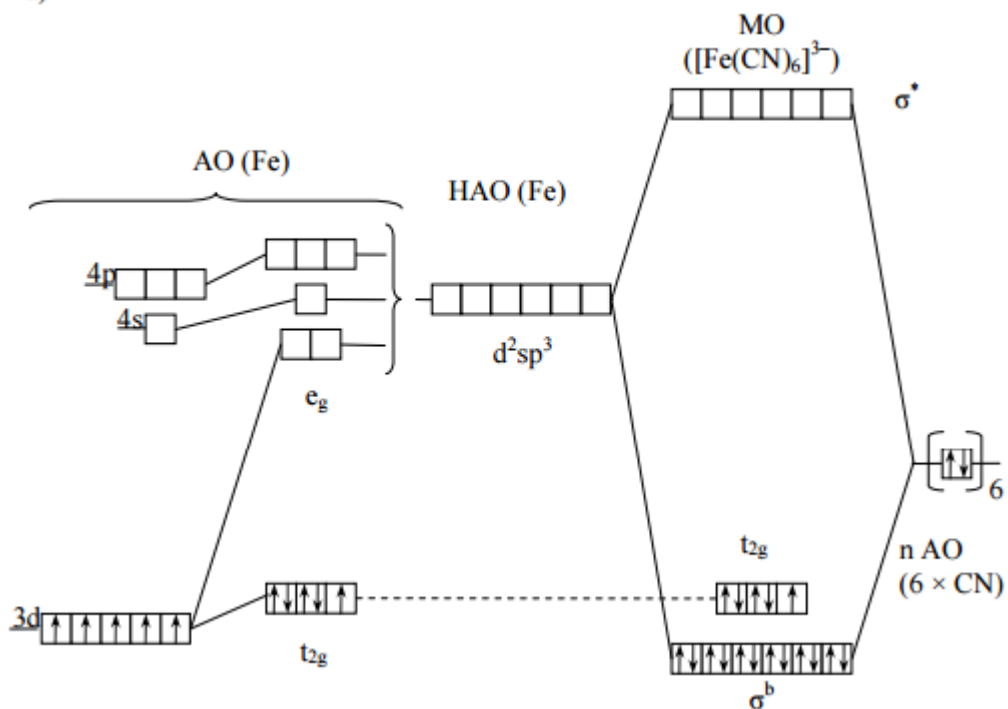 MO
([Fe(CN)₆]³⁻)
σ*
AO (Fe)
HAO (Fe)
4p
4s
d²sp³
e_g
6
t₂g
n AO
(6 × CN)
3d
t₂g
σᵇ